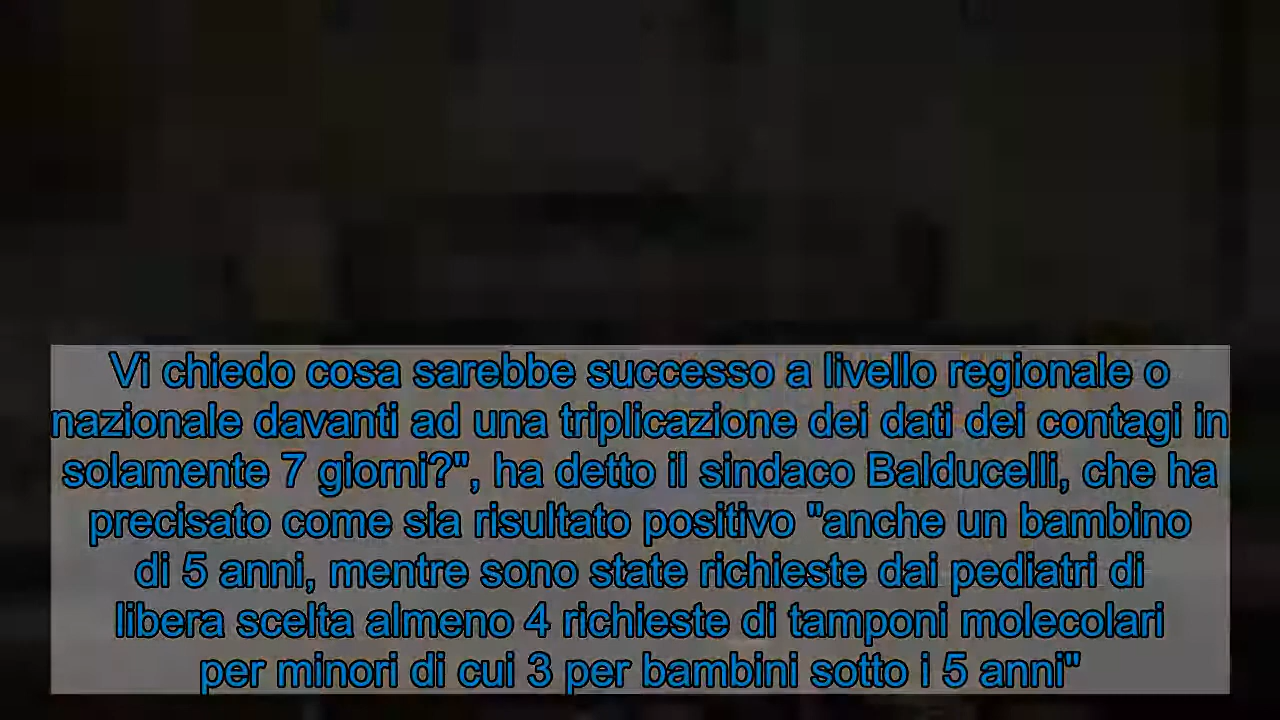 Vi chiedo cosa sarebbe successo a livello regionale o
nazionale davanti ad una triplicazione dei dati dei contagi in
solamente 7 giorni?", ha detto il sindaco Balducelli, che ha
precisato come sia risultato positivo "anche un bambino
di 5 anni, mentre sono state richieste dai pediatri di
libera scelta almeno 4 richieste di tamponi molecolari
per minori di cui 3 per bambini sotto i 5 anni"